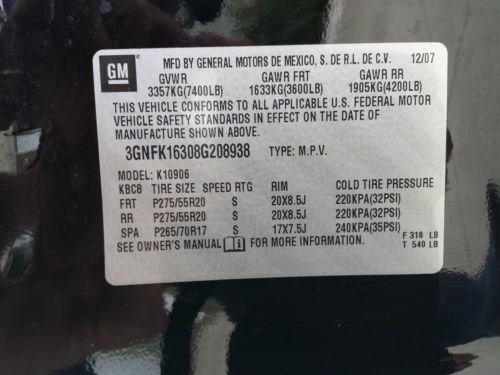 GM
MFD BY GENERAL MOTORS DE MEXICO, S. DE R.L. DE C.V. 12/07
GVWR GAWR FRT GAWR RR
3357KG(7400LB) 1633KG(3600LB) 1905KG(4200LB)
THIS VEHICLE CONFORMS TO ALL APPLICABLE U.S. FEDERAL MOTOR
VEHICLE SAFETY STANDARDS IN EFFECT ON THE DATE OF
MANUFACTURE SHOWN ABOVE.
3GNFK16308G208938 TYPE: M.P.V.
MODEL: K10906
KBC8 TIRE SIZE SPEED RTG RIM COLD TIRE PRESSURE
FRT P275/55R20 S 20X8.5J 220KPA(32PSI)
RR P275/55R20 S 20X8.5J 220KPA(32PSI)
SPA P265/70R17 S 17X7.5J 240KPA(35PSI)
SEE OWNER'S MANUAL i FOR MORE INFORMATION.
F 318 LB
T 540 LB